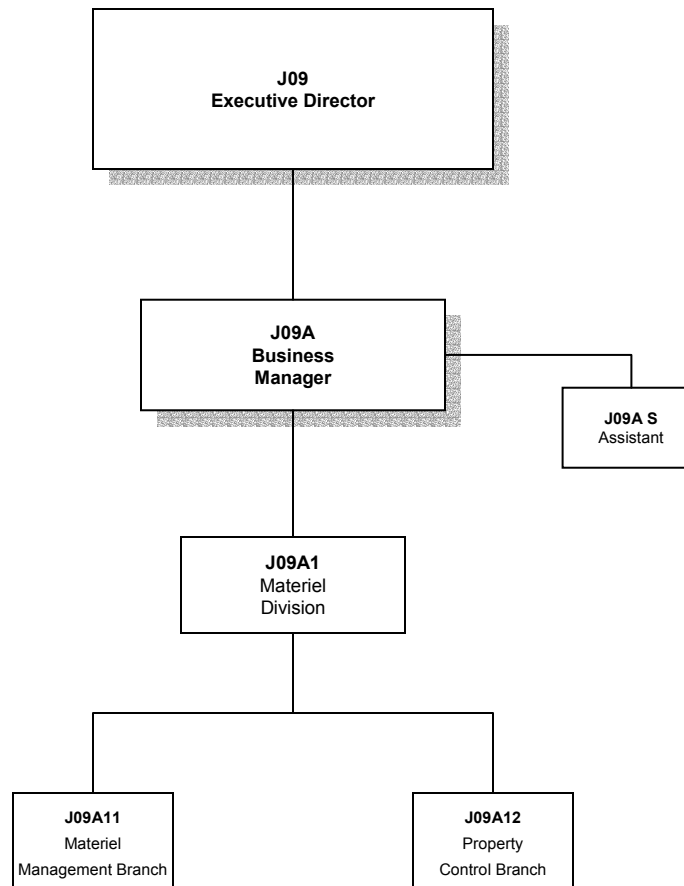 J09
Executive Director
J09A
Business
Manager
J09A S
Assistant
J09A1
Materiel
Division
J09A11
Materiel
Management Branch
J09A12
Property
Control Branch